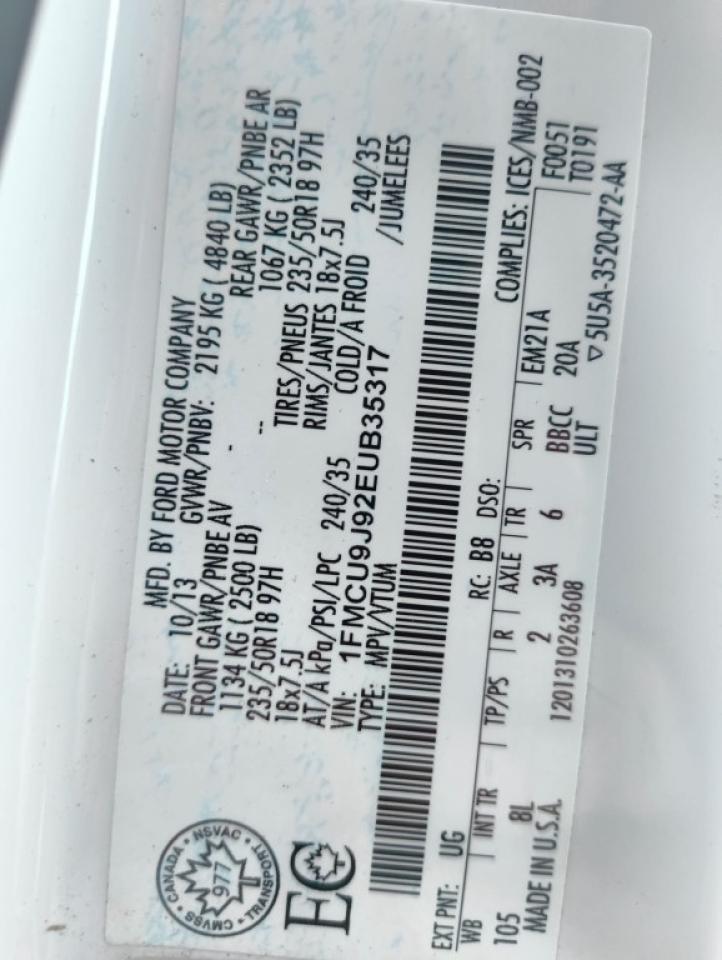 MFD. BY FORD MOTOR COMPANY
DATE: 10/13 GVWR/PNBV: 2195 KG ( 4840 LB)
FRONT GAWR/PNBE AV REAR GAWR/PNBE AR
1134 KG ( 2500 LB) - 1067 KG ( 2352 LB)
235/50R18 97H -- TIRES/PNEUS 235/50R18 97H
18x7.5J RIMS/JANTES 18x7.5J
AT/A kPa/PSI/LPC 240/35 COLD/A FROID 240/35
VIN: 1FMCU9J92EUB35317 /JUMELEES
TYPE: MPV/VTUM
CANADA • NSVAC • TRANSPORT • CMVSS •
977
EC
EXT PNT: UG RC: B8 DSO: COMPLIES: ICES/NMB-002
WB INT TR TP/PS R AXLE TR SPR EM21A F0051
105 8L 2 3A 6 BBCC 20A T0191
MADE IN U.S.A. 1201310263608 ULT 5U5A-3520472-AA